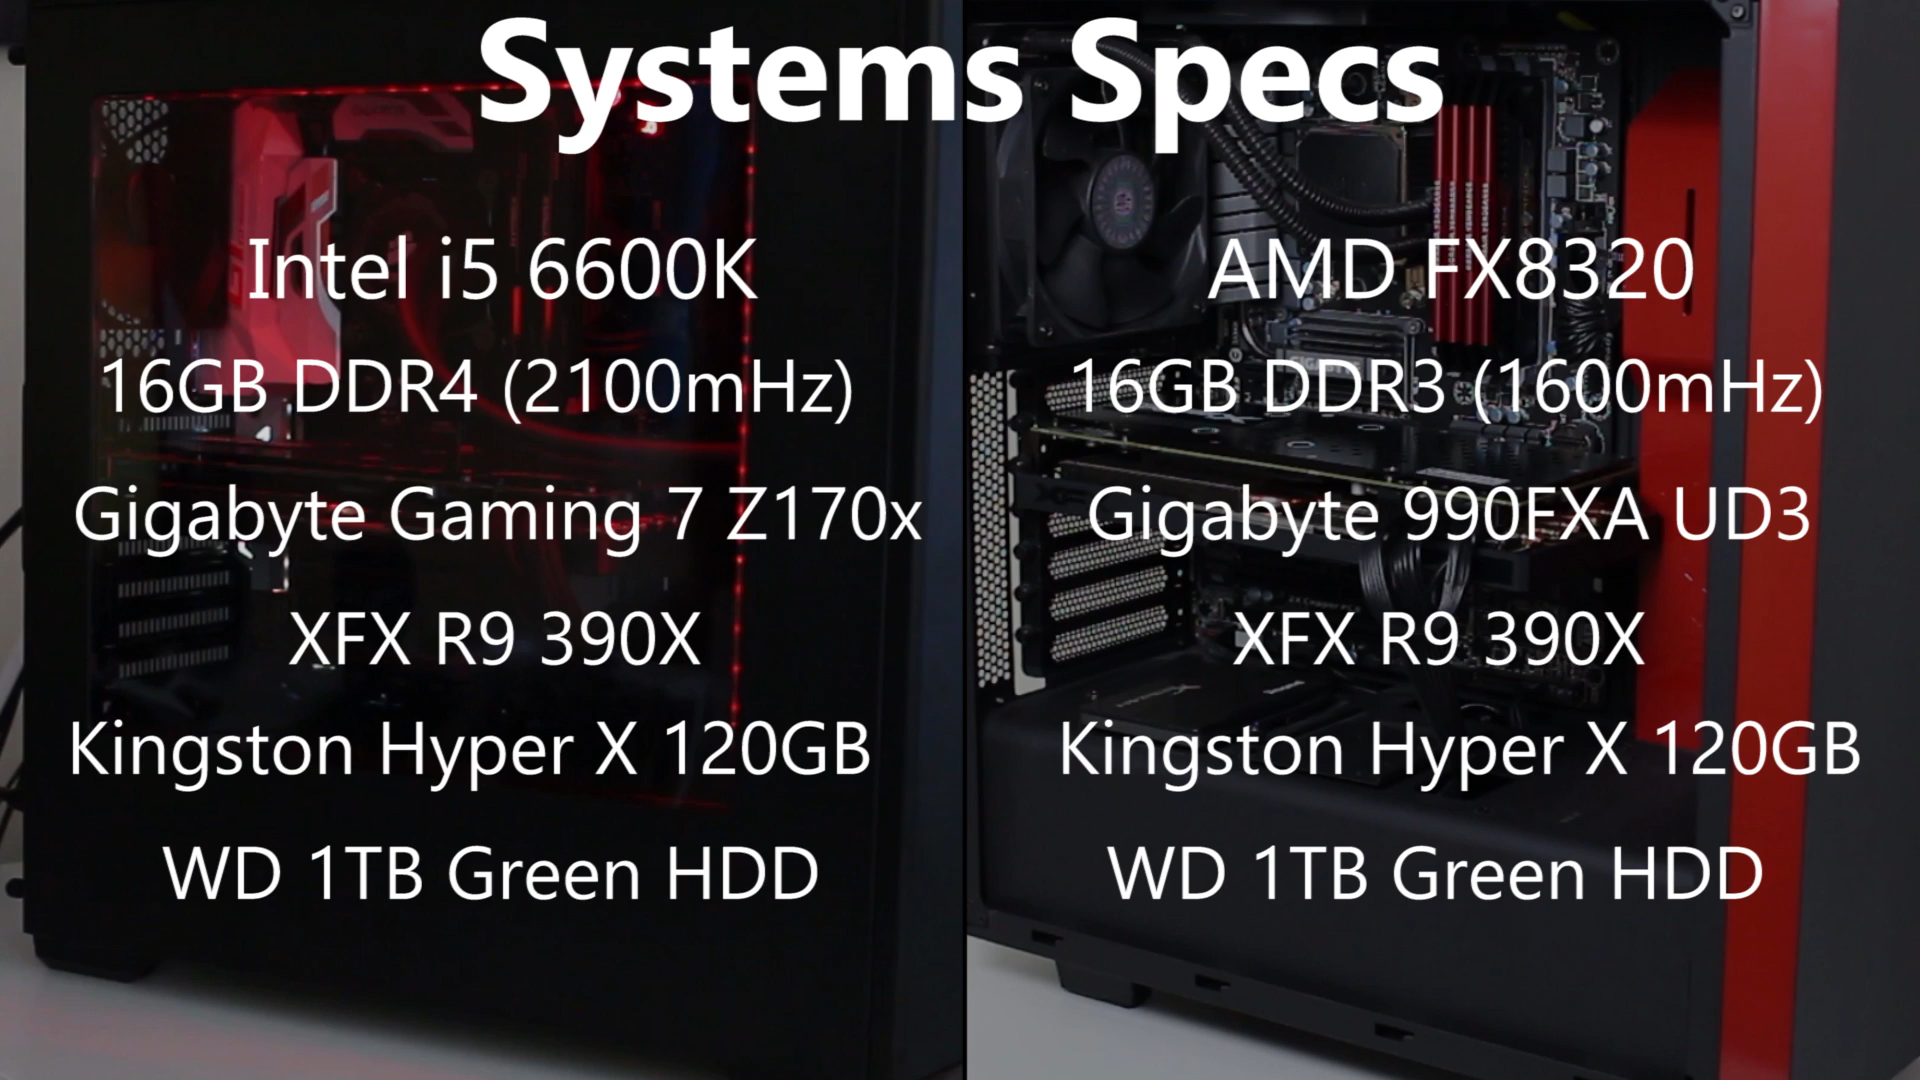 Systems Specs
Intel i5 6600K
16GB DDR4 (2100mHz)
Gigabyte Gaming 7 Z170x
XFX R9 390X
Kingston Hyper X 120GB
WD 1TB Green HDD
AMD FX8320
16GB DDR3 (1600mHz)
Gigabyte 990FXA UD3
XFX R9 390X
Kingston Hyper X 120GB
WD 1TB Green HDD